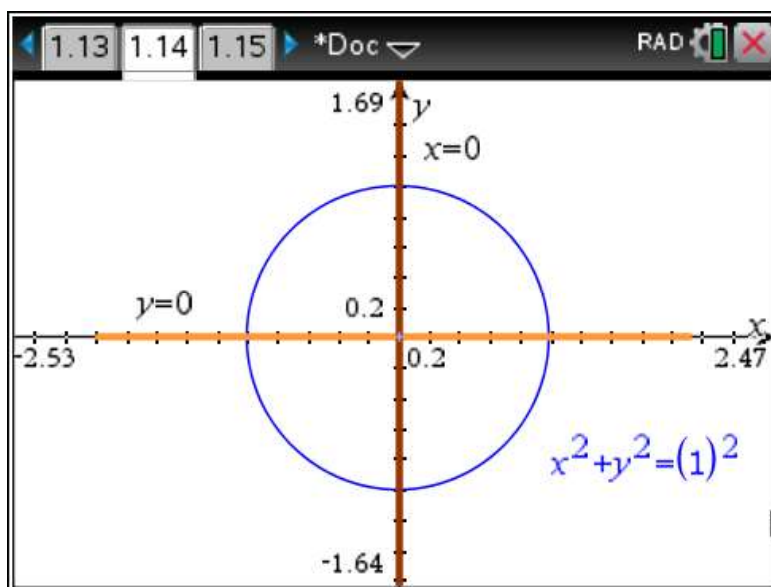 1.13 1.14 1.15 *Doc RAD
1.69 y
x=0
y=0
0.2
x
-2.53
0.2
2.47
x²+y²=(1)²
-1.64